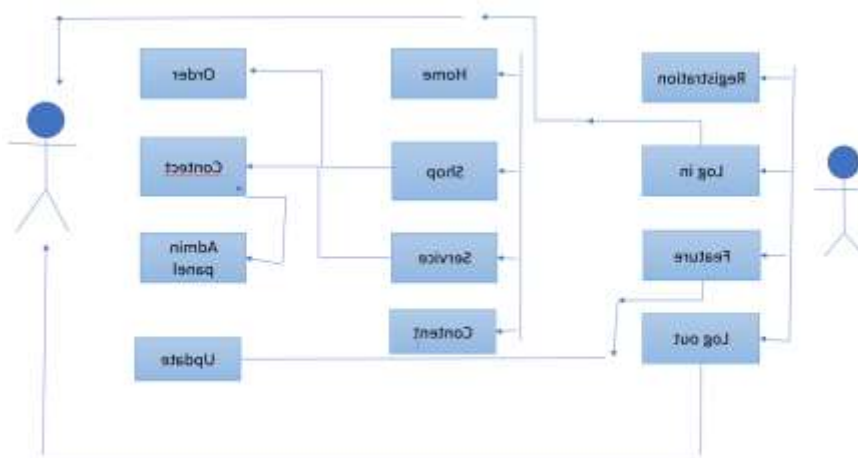 Registration
Log in
Feature
Log out
Home
Shop
Service
Content
Order
Contect
Admin
panel
Update